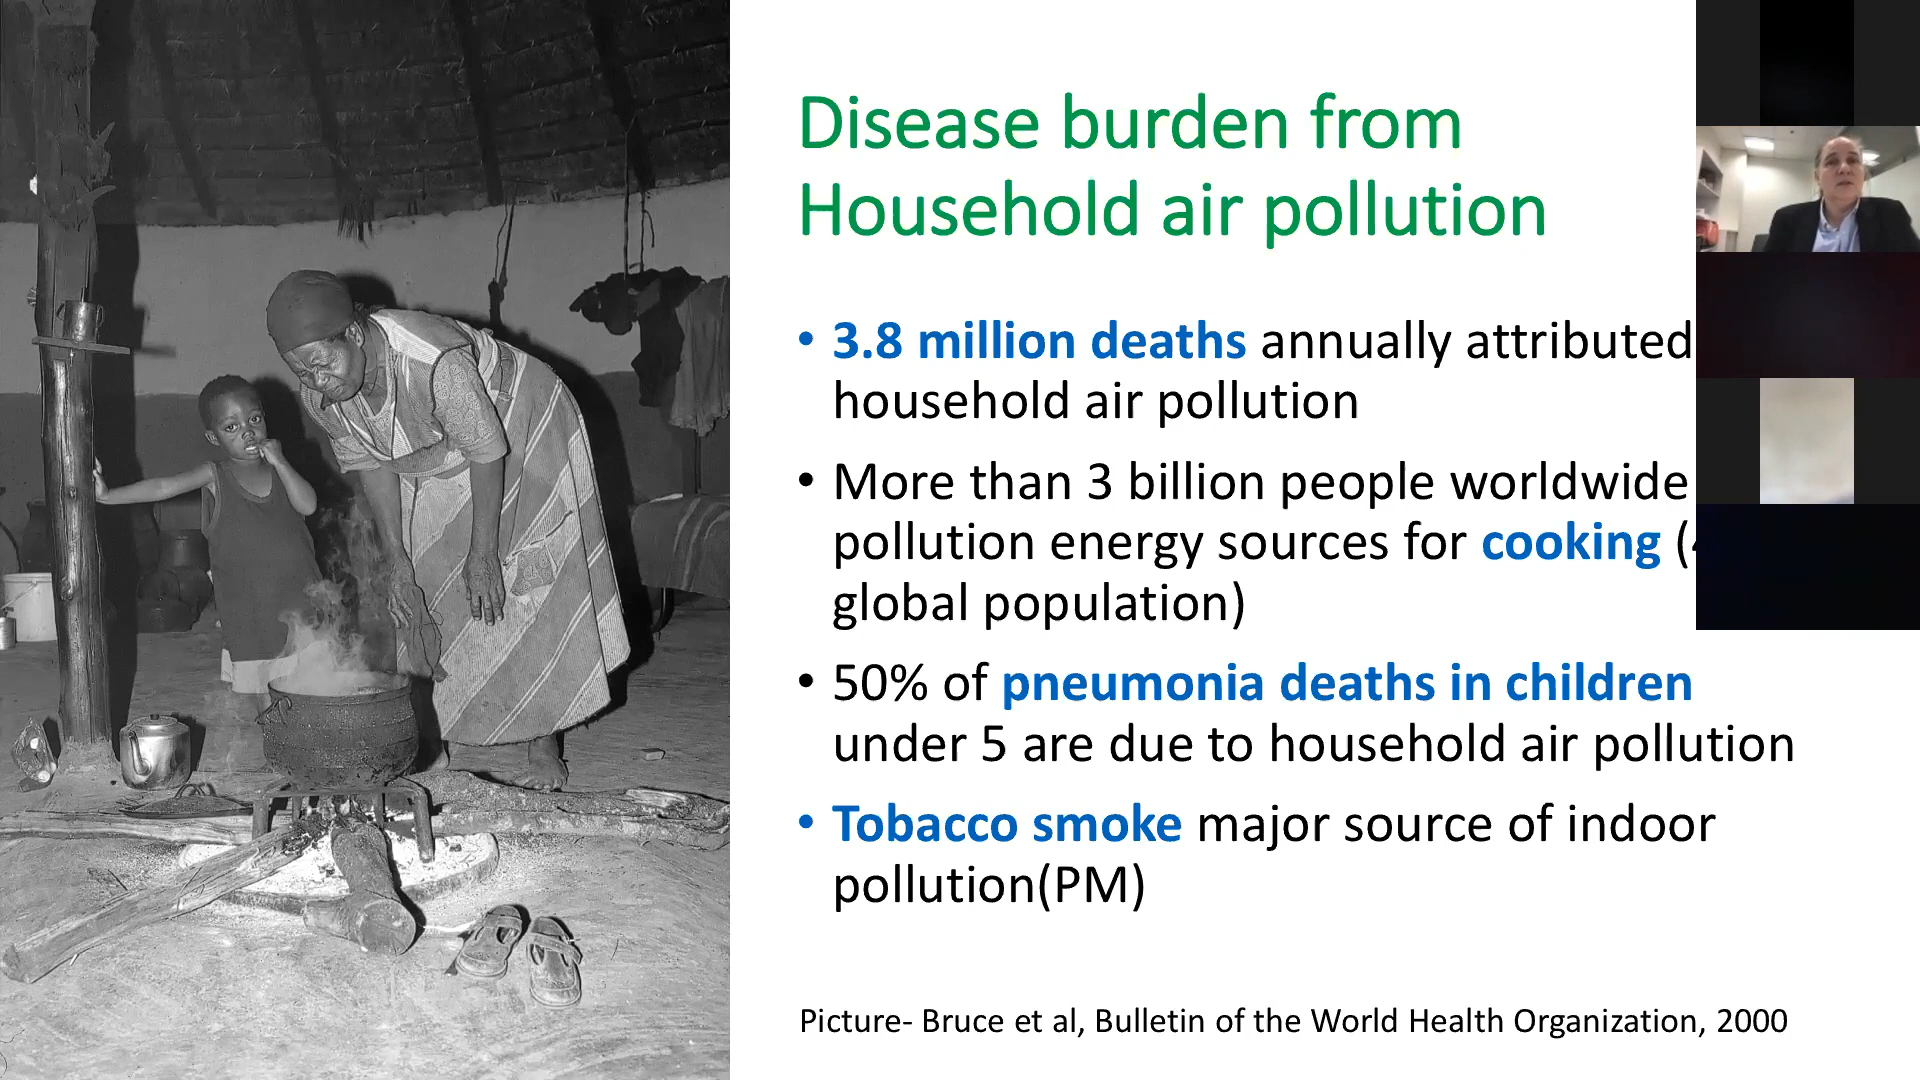 Disease burden from
Household air pollution
• 3.8 million deaths annually attributed
household air pollution
• More than 3 billion people worldwide
pollution energy sources for cooking (
global population)
• 50% of pneumonia deaths in children
under 5 are due to household air pollution
• Tobacco smoke major source of indoor
pollution(PM)
Picture- Bruce et al, Bulletin of the World Health Organization, 2000